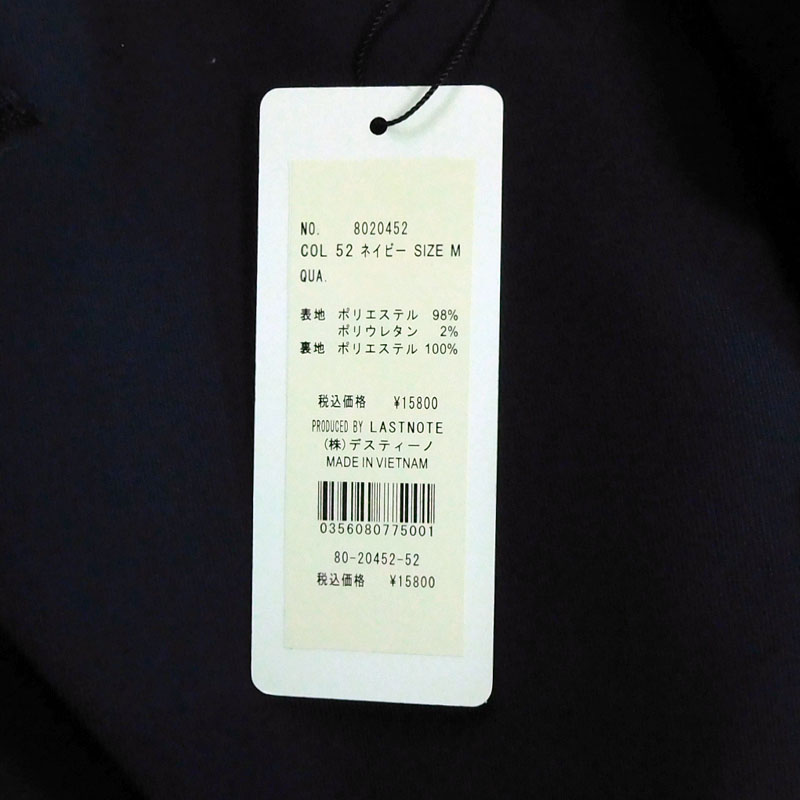 NO. 8020452
COL 52 ネイビー SIZE M
QUA.
表地 ポリエステル 98%
ポリウレタン 2%
裏地 ポリエステル 100%
税込価格 ¥15800
PRODUCED BY LASTNOTE
(株)デスティーノ
MADE IN VIETNAM
0356080775001
80-20452-52
税込価格 ¥15800